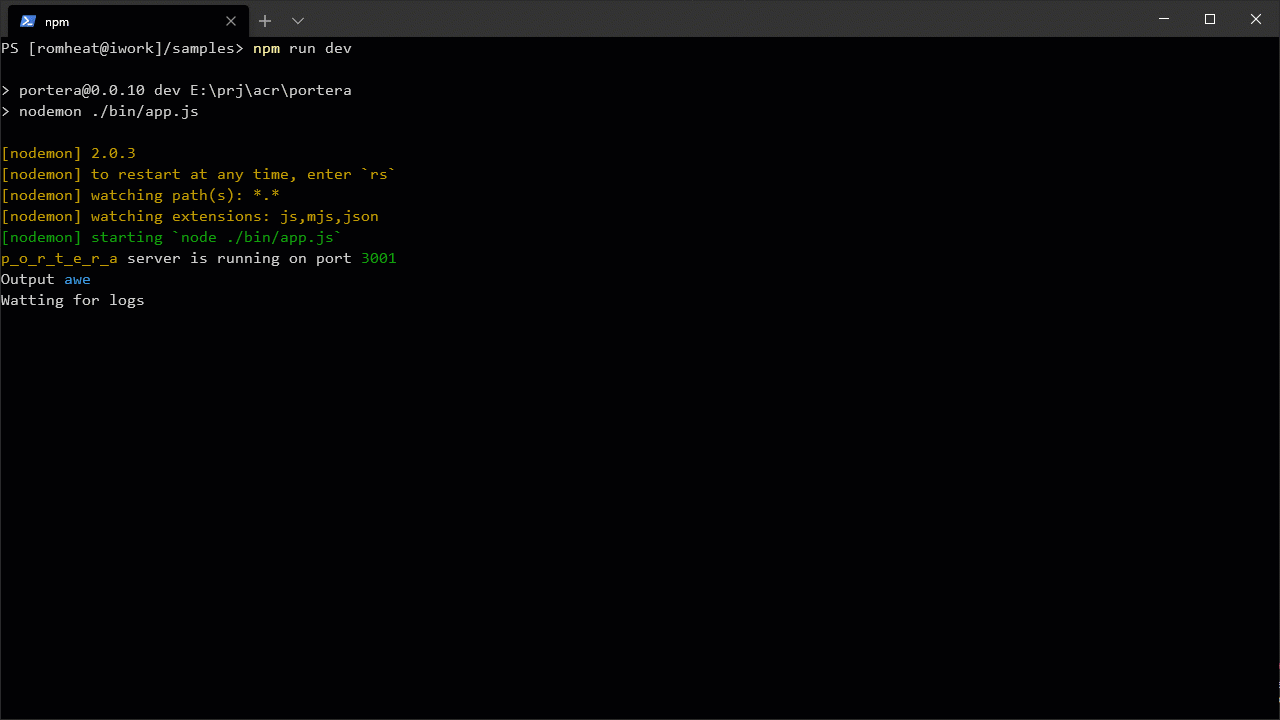 npm
PS [romheat@iwork]/samples> npm run dev
> portera@0.0.10 dev E:\prj\acr\portera
> nodemon ./bin/app.js
[nodemon] 2.0.3
[nodemon] to restart at any time, enter `rs`
[nodemon] watching path(s): *.*
[nodemon] watching extensions: js,mjs,json
[nodemon] starting `node ./bin/app.js`
p_o_r_t_e_r_a server is running on port 3001
Output awe
Watting for logs